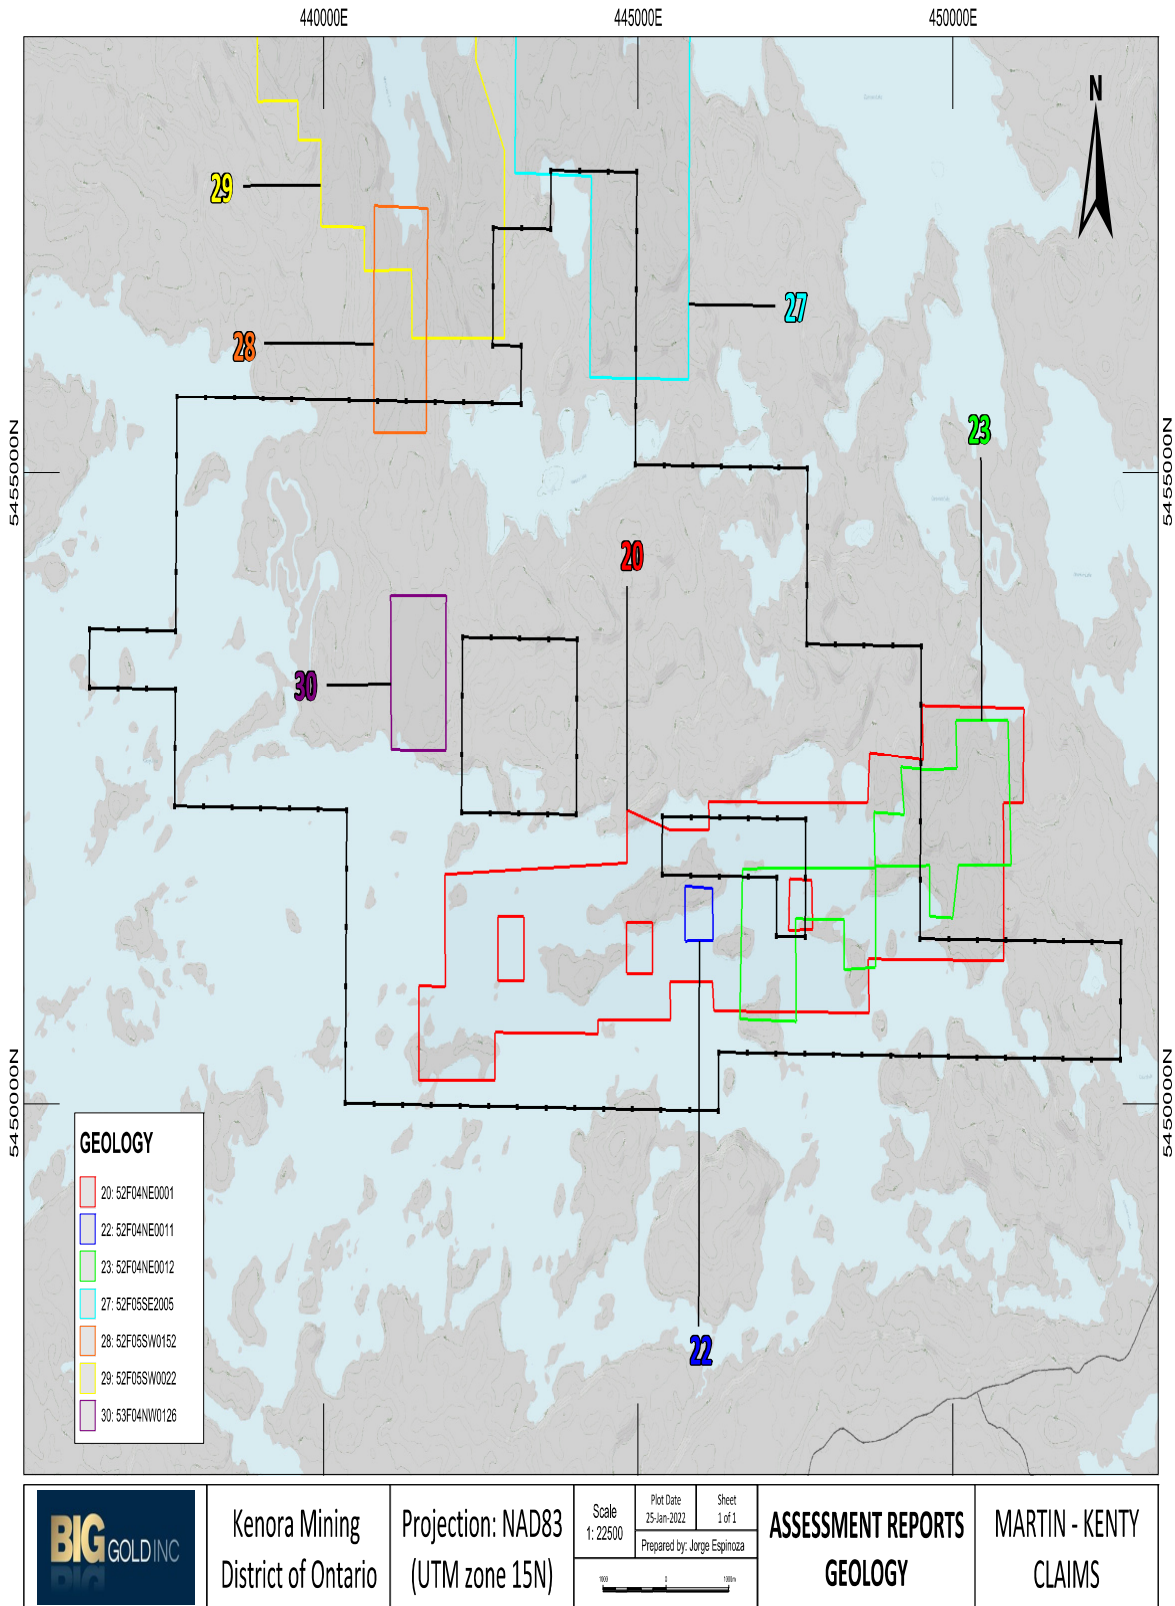 440000E 445000E 450000E
N
29
27
28
23
5455000N 5455000N
20
30
5450000N 5450000N
GEOLOGY
20: 52F04NE0001
22: 52F04NE0011
23: 52F04NE0012
27: 52F05SE2005
28: 52F05SW0152
29: 52F05SW0022
30: 53F04NW0126
22
BIG GOLD INC
Kenora Mining
District of Ontario
Projection: NAD83
(UTM zone 15N)
Scale
1: 22500
Plot Date
25-Jan-2022
Sheet
1 of 1
Prepared by: Jorge Espinoza
1000 0 1000m
ASSESSMENT REPORTS
GEOLOGY
MARTIN - KENTY
CLAIMS